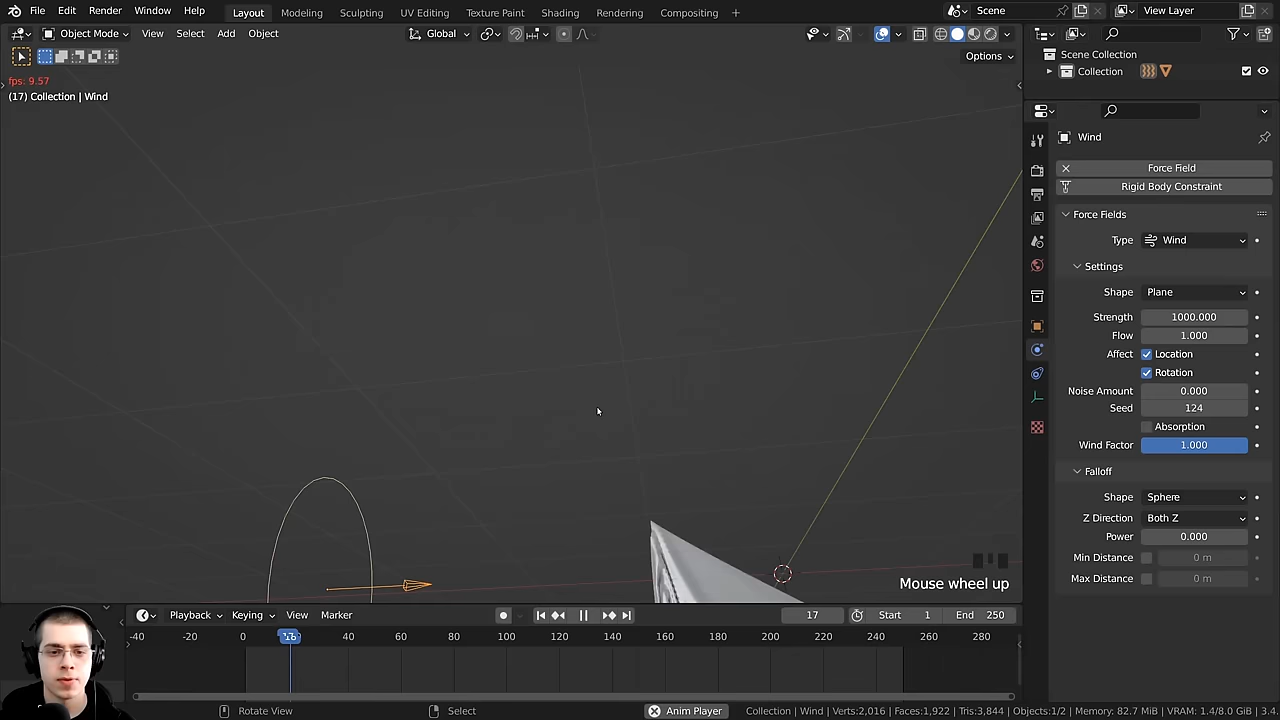 File Edit Render Window Help
Layout Modeling Sculpting UV Editing Texture Paint Shading Rendering Compositing +
Scene
View Layer
Object Mode View Select Add Object
Global
Options
fps: 9.57
(17) Collection | Wind
Scene Collection
Collection
Wind
Force Field
Rigid Body Constraint
Force Fields
Type Wind
Settings
Shape Plane
Strength 1000.000
Flow 1.000
Affect Location
Rotation
Noise Amount 0.000
Seed 124
Absorption
Wind Factor 1.000
Falloff
Shape Sphere
Z Direction Both Z
Power 0.000
Min Distance 0 m
Max Distance 0 m
Mouse wheel up
Playback Keying View Marker
17 Start 1 End 250
-40 -20 0 40 60 80 100 120 140 160 180 200 220 240 260 280
Rotate View Select Anim Player Collection | Wind | Verts:2,016 | Faces:1,922 | Tris:3,844 | Objects:1/2 | Memory: 82.7 MiB | VRAM: 1.4/8.0 GiB | 3.4